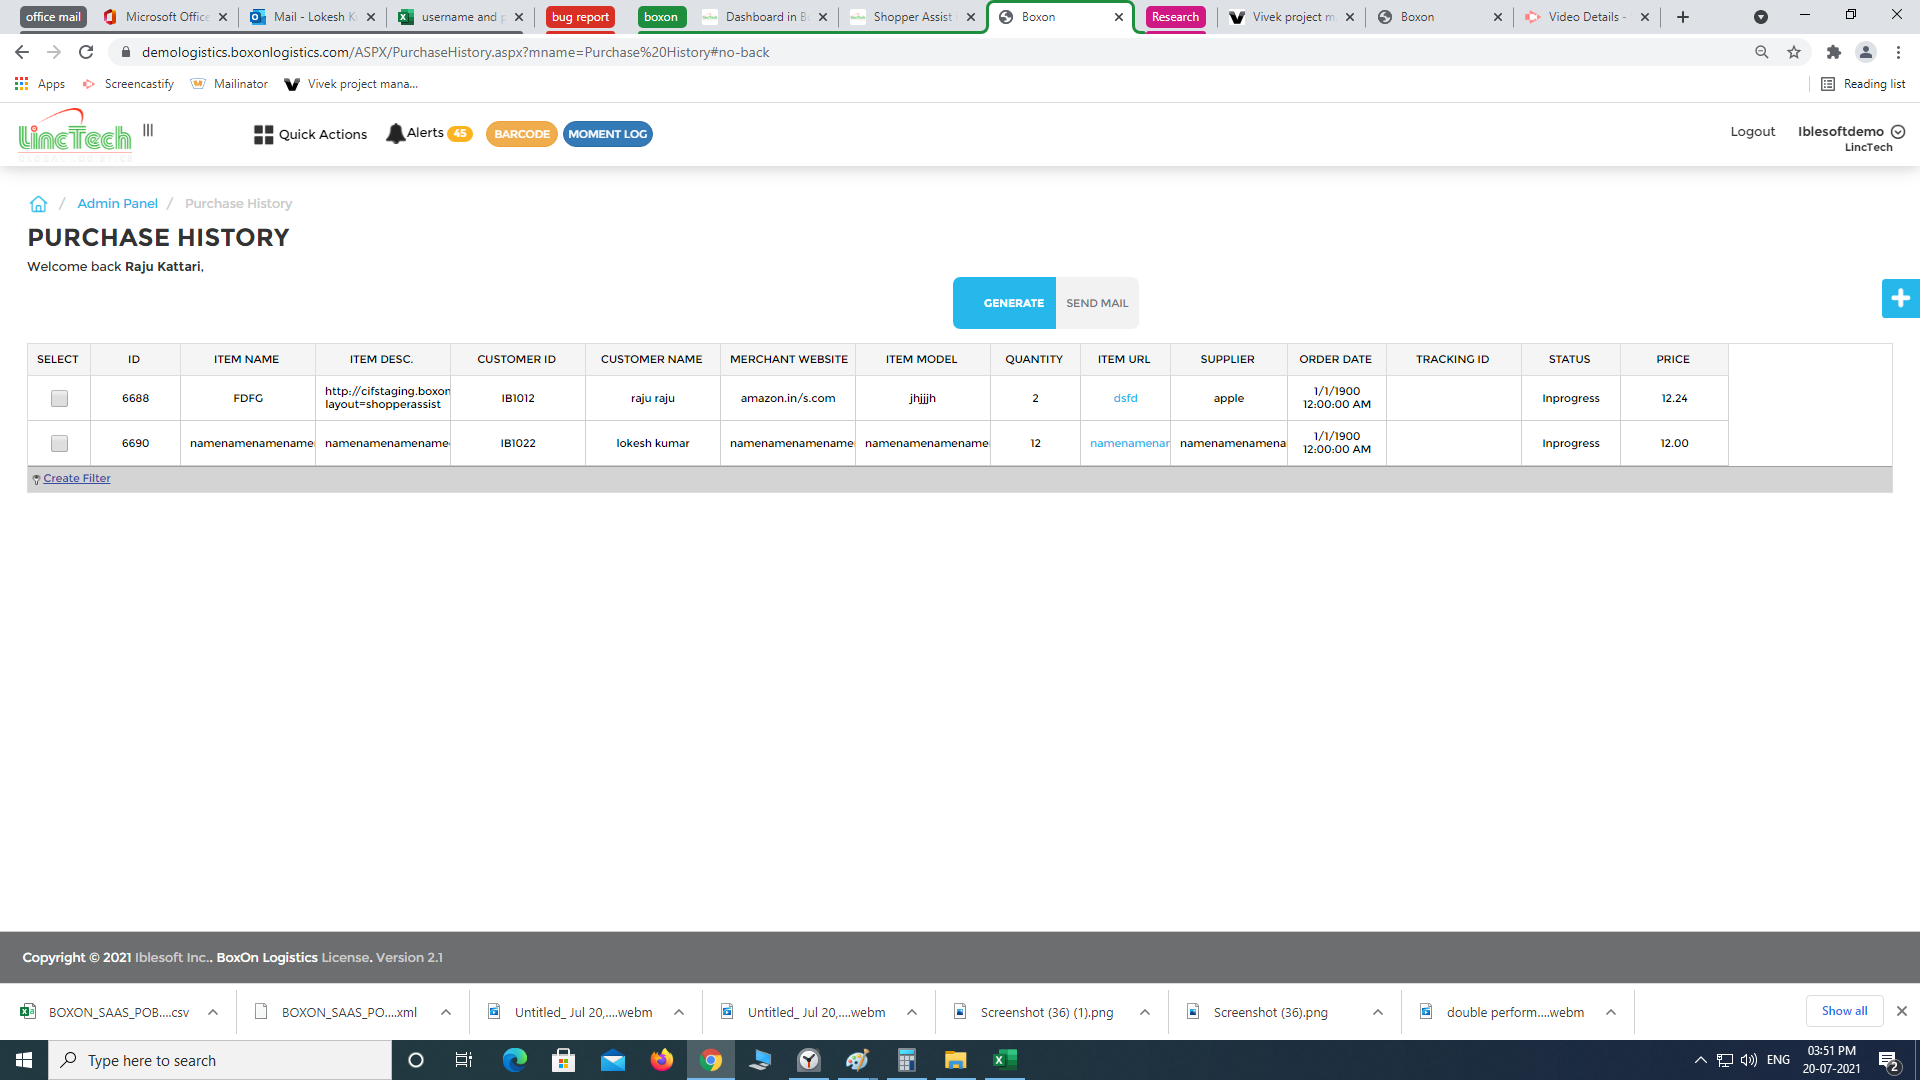 office mail Microsoft Office Mail - Lokesh K username and p bug report boxon Dashboard in B Shopper Assist Boxon Research Vivek project m Boxon Video Details -
demologistics.boxonlogistics.com/ASPX/PurchaseHistory.aspx?mname=Purchase%20History#no-back
Apps Screencastify Mailinator Vivek project mana... Reading list
LincTech
GLOBAL LOGISTICS
Quick Actions Alerts 45 BARCODE MOMENT LOG Logout Iblesoftdemo
LincTech
/ Admin Panel / Purchase History
PURCHASE HISTORY
Welcome back Raju Kattari,
GENERATE SEND MAIL
SELECT ID ITEM NAME ITEM DESC. CUSTOMER ID CUSTOMER NAME MERCHANT WEBSITE ITEM MODEL QUANTITY ITEM URL SUPPLIER ORDER DATE TRACKING ID STATUS PRICE
6688 FDFG http://cifstaging.boxon layout=shopperassist IB1012 raju raju amazon.in/s.com jhjjjh 2 dsfd apple 1/1/1900 12:00:00 AM Inprogress 12.24
6690 namenamenamename namenamenamename IB1022 lokesh kumar namenamenamename namenamenamename 12 namenamenar namenamenamena 1/1/1900 12:00:00 AM Inprogress 12.00
Create Filter
Copyright © 2021 Iblesoft Inc.. BoxOn Logistics License. Version 2.1
BOXON_SAAS_POB....csv BOXON_SAAS_PO....xml Untitled_ Jul 20,....webm Untitled_ Jul 20,....webm Screenshot (36) (1).png Screenshot (36).png double perform....webm Show all
Type here to search ENG 03:51 PM
20-07-2021 2